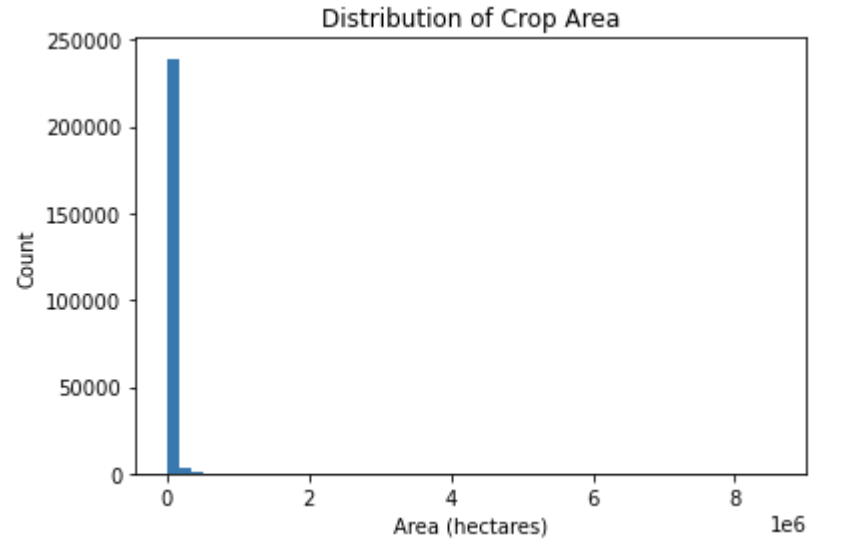 Distribution of Crop Area
250000
200000
150000
100000
50000
0
Count
0 2 4 6 8
1e6
Area (hectares)